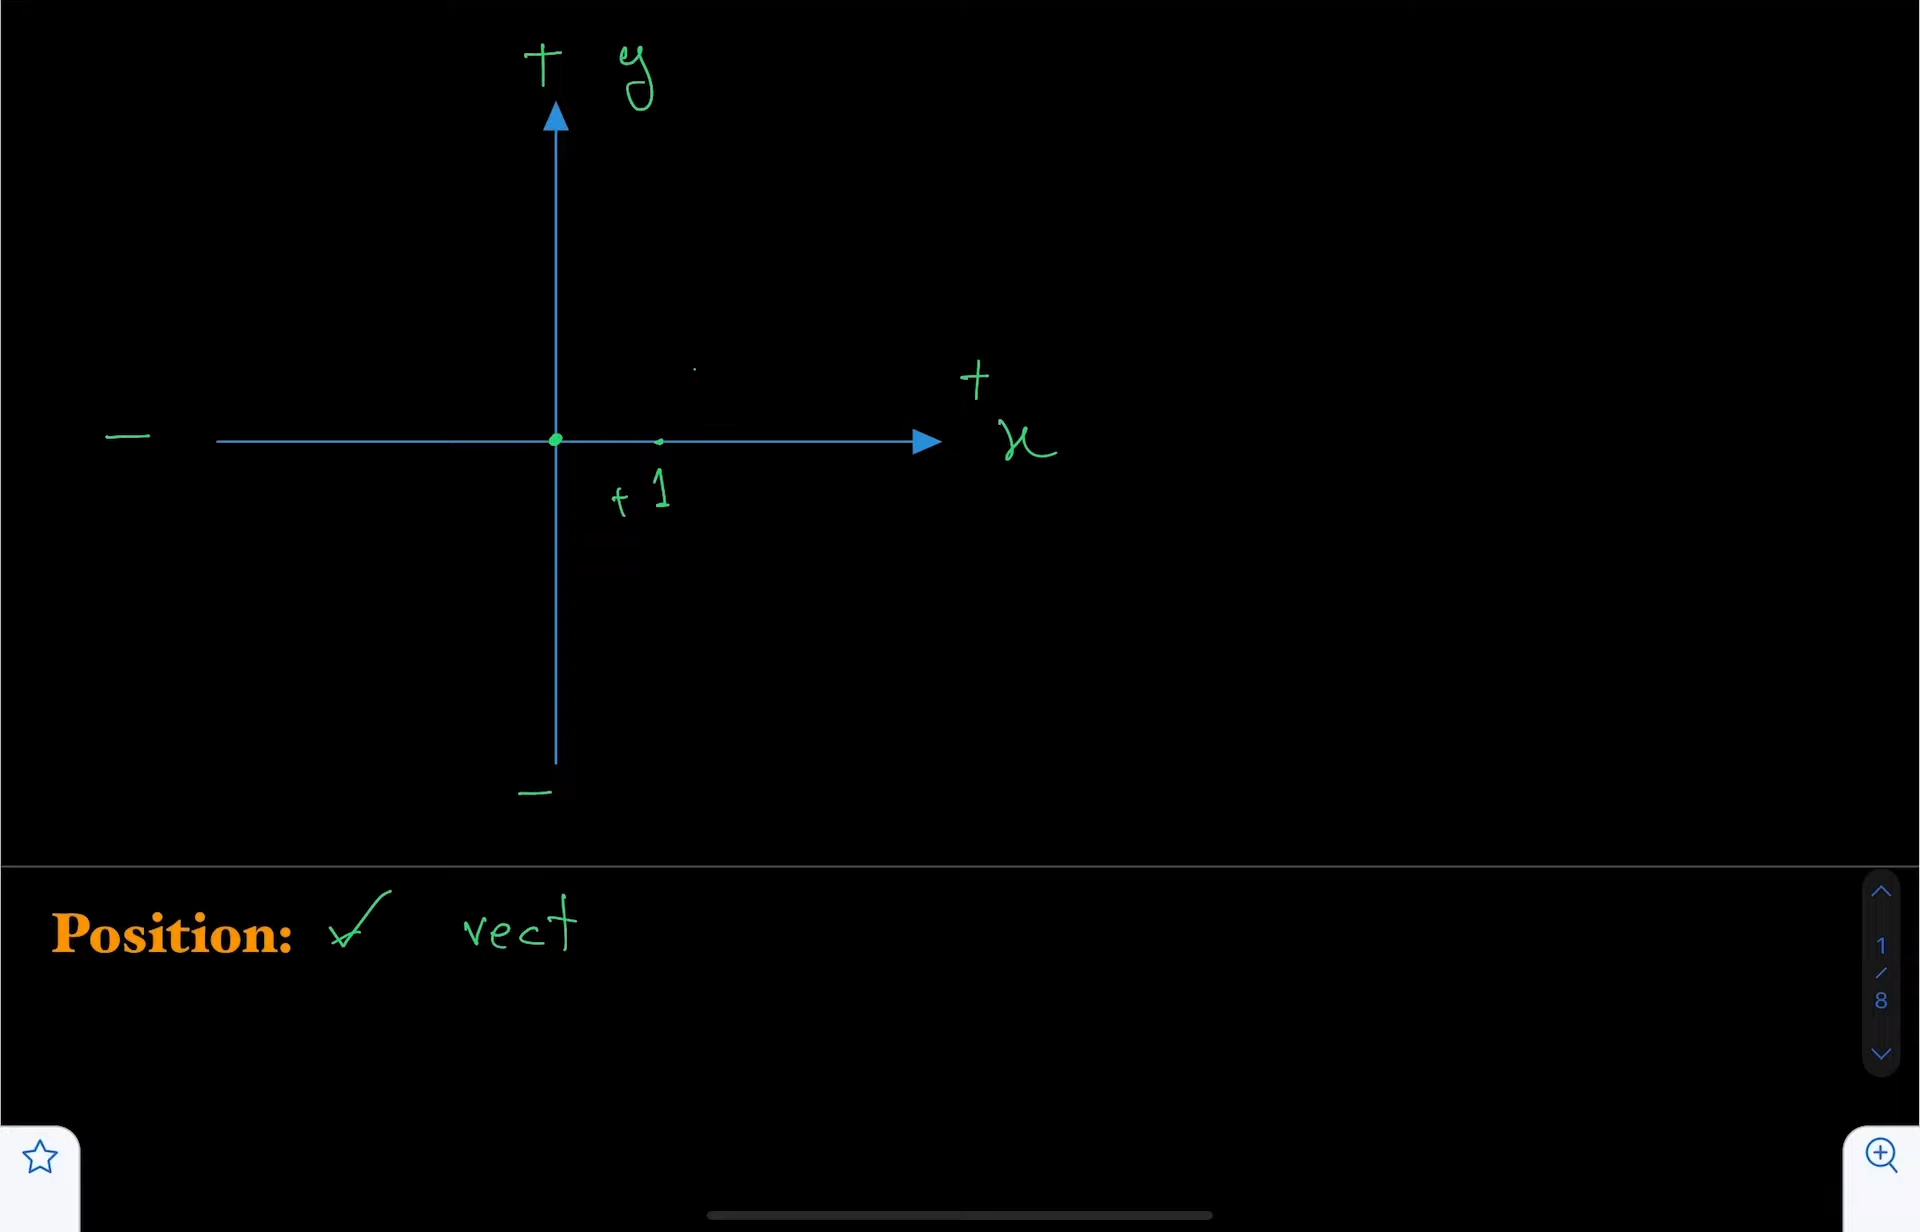 + y
+
x
−
+ 1
−
Position: ✓ vect
1
/
8